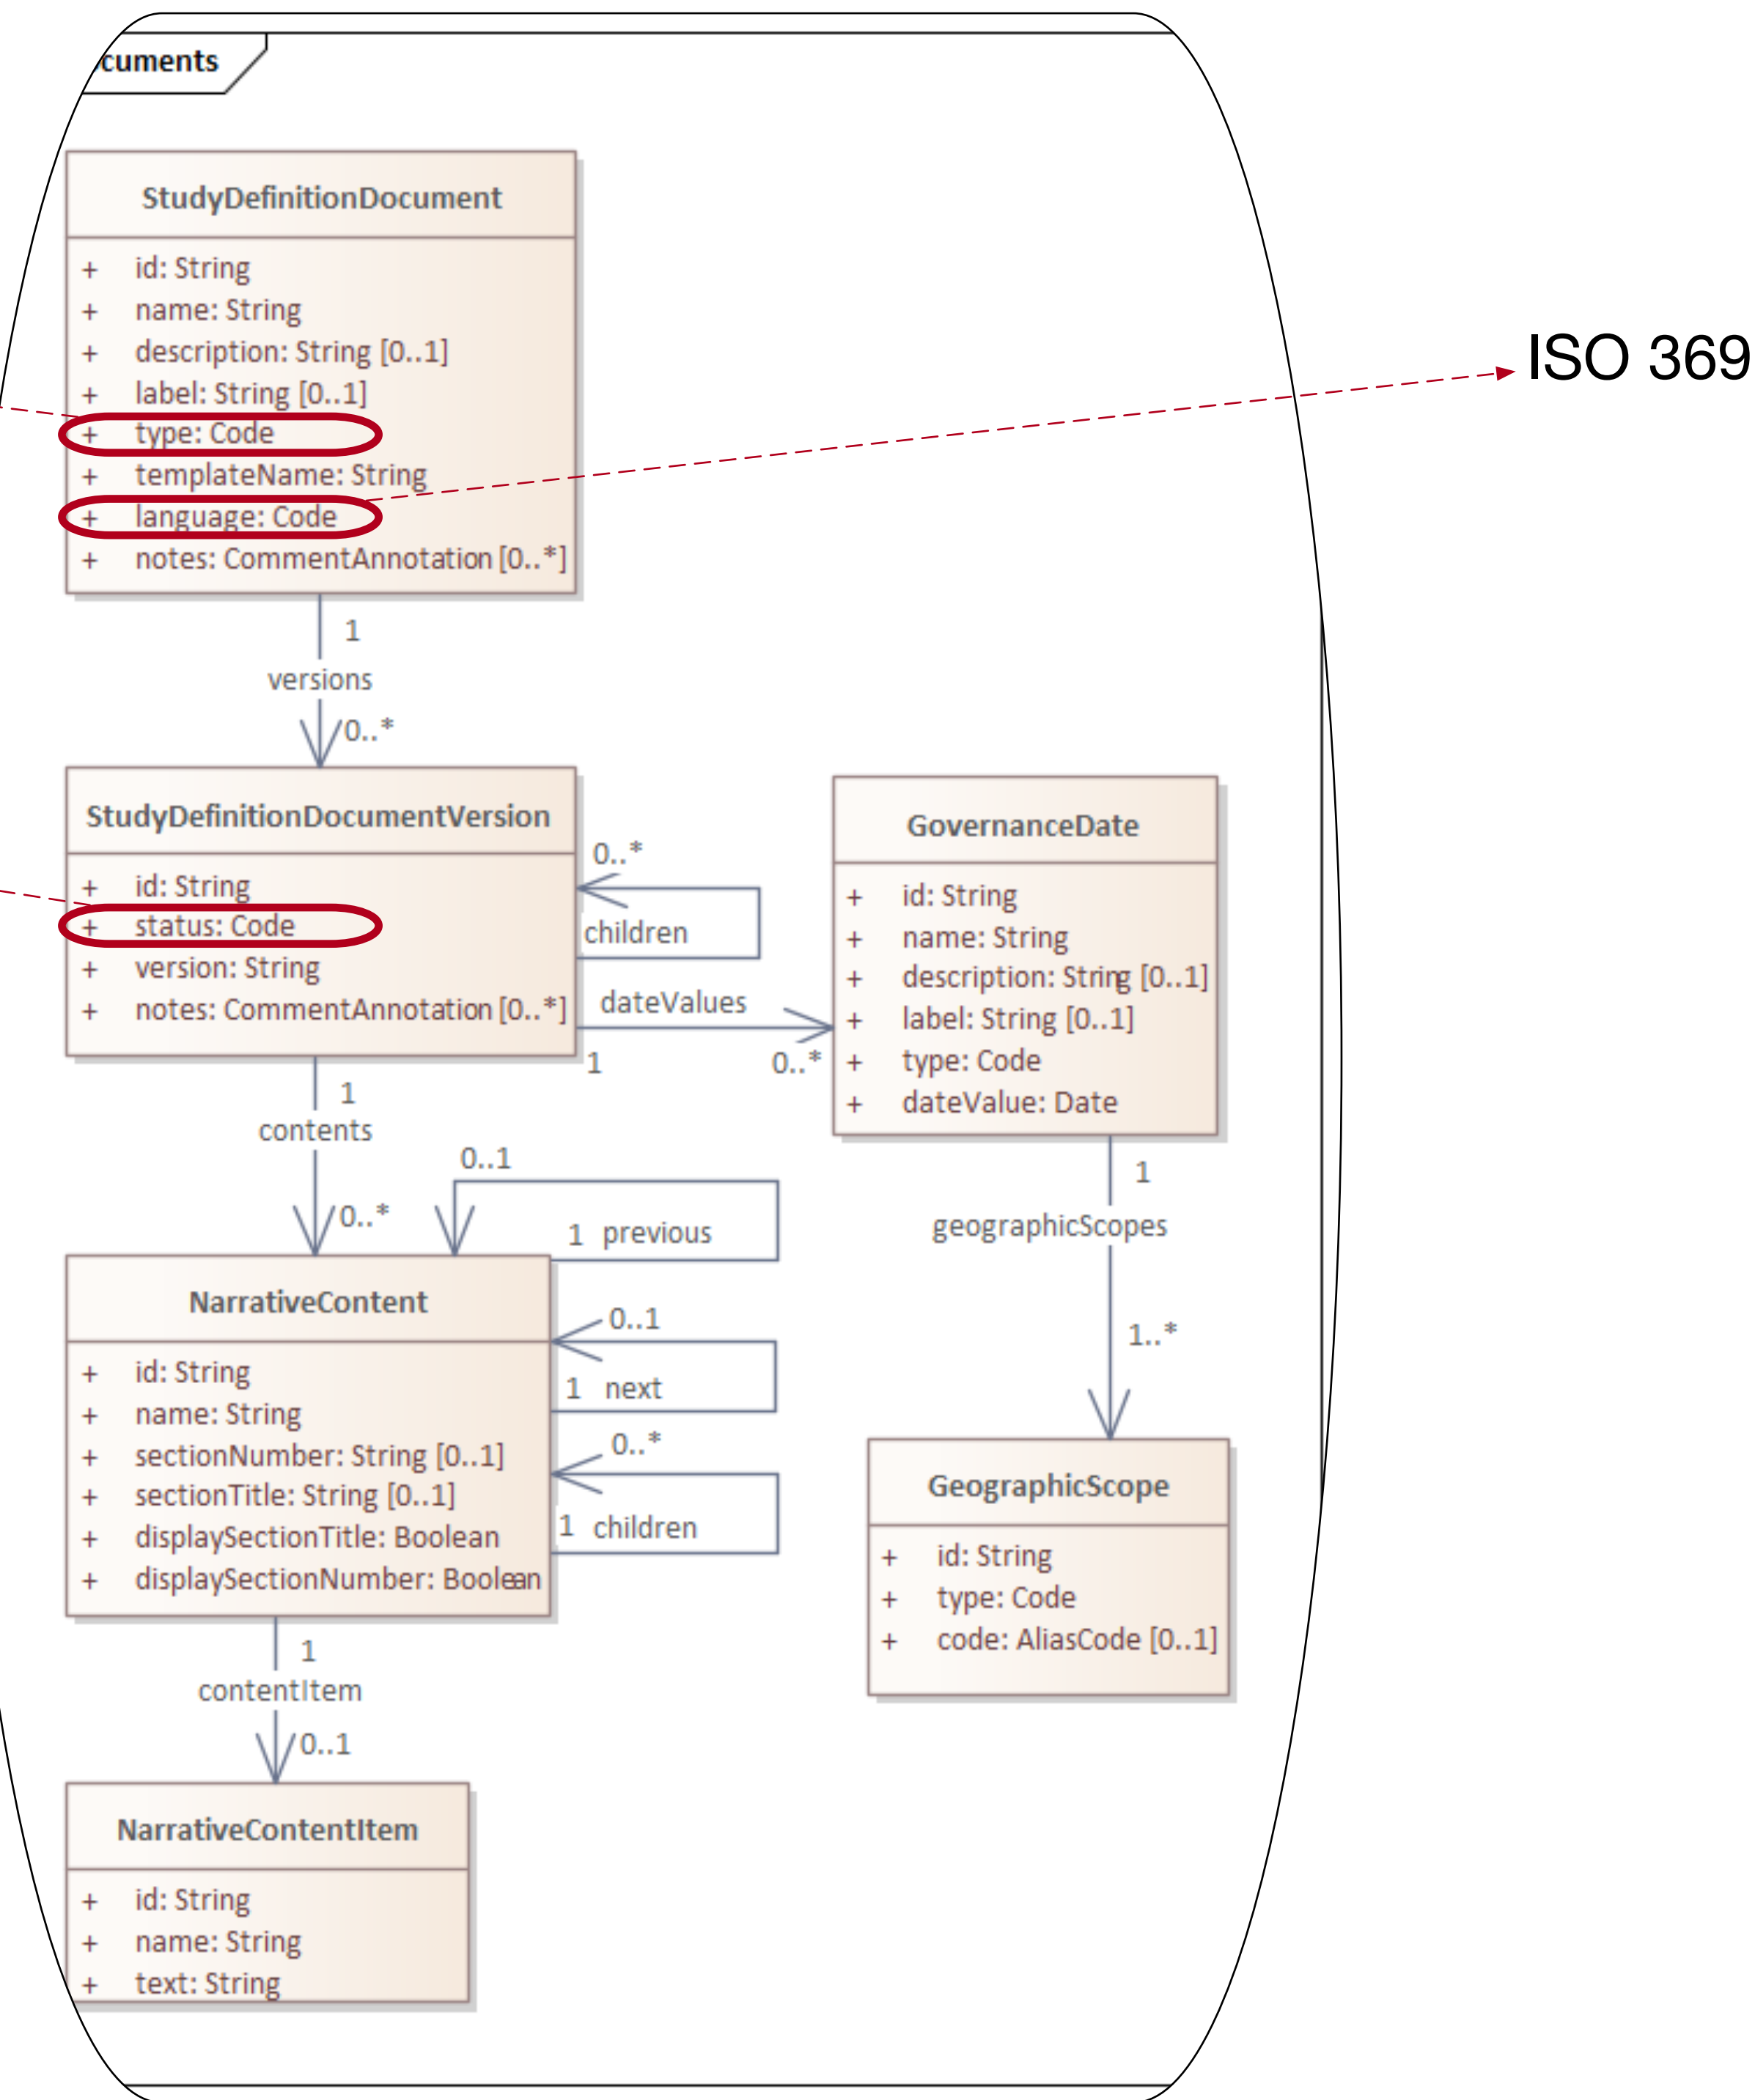 cuments
StudyDefinitionDocument
+ id: String
+ name: String
+ description: String [0..1]
+ label: String [0..1]
+ type: Code
+ templateName: String
+ language: Code
+ notes: CommentAnnotation [0..*]
ISO 369
1
versions
0..*
StudyDefinitionDocumentVersion
+ id: String
+ status: Code
+ version: String
+ notes: CommentAnnotation [0..*]
0..*
children
dateValues
1
0..*
GovernanceDate
+ id: String
+ name: String
+ description: String [0..1]
+ label: String [0..1]
+ type: Code
+ dateValue: Date
1
contents
0..*
0..1
1 previous
1
geographicScopes
1..*
NarrativeContent
+ id: String
+ name: String
+ sectionNumber: String [0..1]
+ sectionTitle: String [0..1]
+ displaySectionTitle: Boolean
+ displaySectionNumber: Boolean
0..1
1 next
0..*
1 children
GeographicScope
+ id: String
+ type: Code
+ code: AliasCode [0..1]
1
contentItem
0..1
NarrativeContentItem
+ id: String
+ name: String
+ text: String